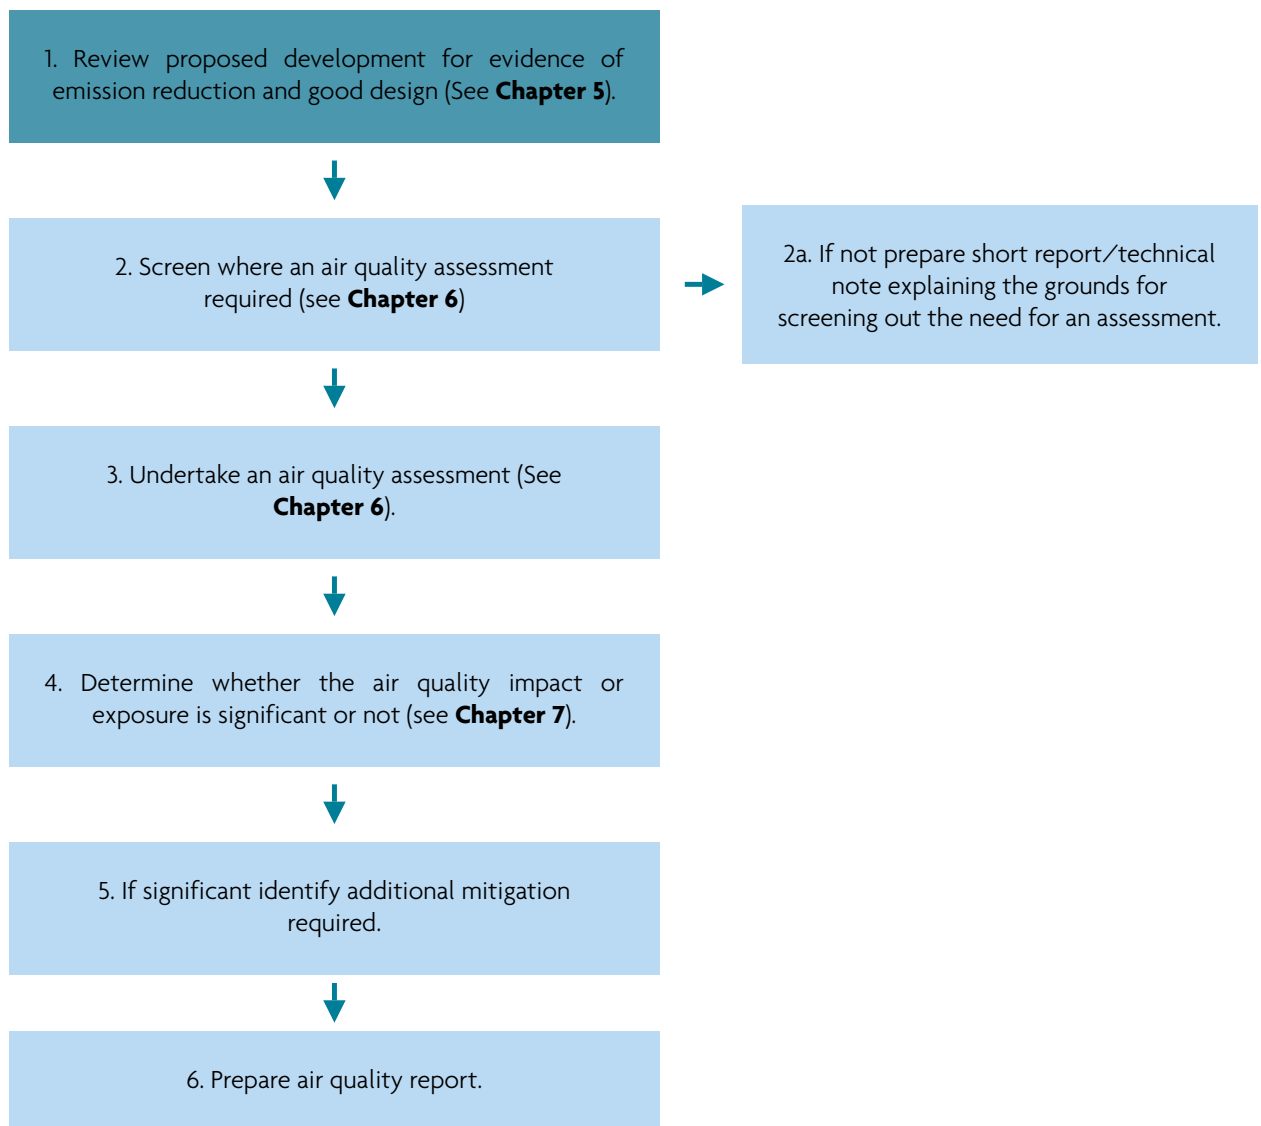 1. Review proposed development for evidence of
emission reduction and good design (See Chapter 5).
2. Screen where an air quality assessment
required (see Chapter 6)
2a. If not prepare short report/technical
note explaining the grounds for
screening out the need for an assessment.
3. Undertake an air quality assessment (See
Chapter 6).
4. Determine whether the air quality impact or
exposure is significant or not (see Chapter 7).
5. If significant identify additional mitigation
required.
6. Prepare air quality report.